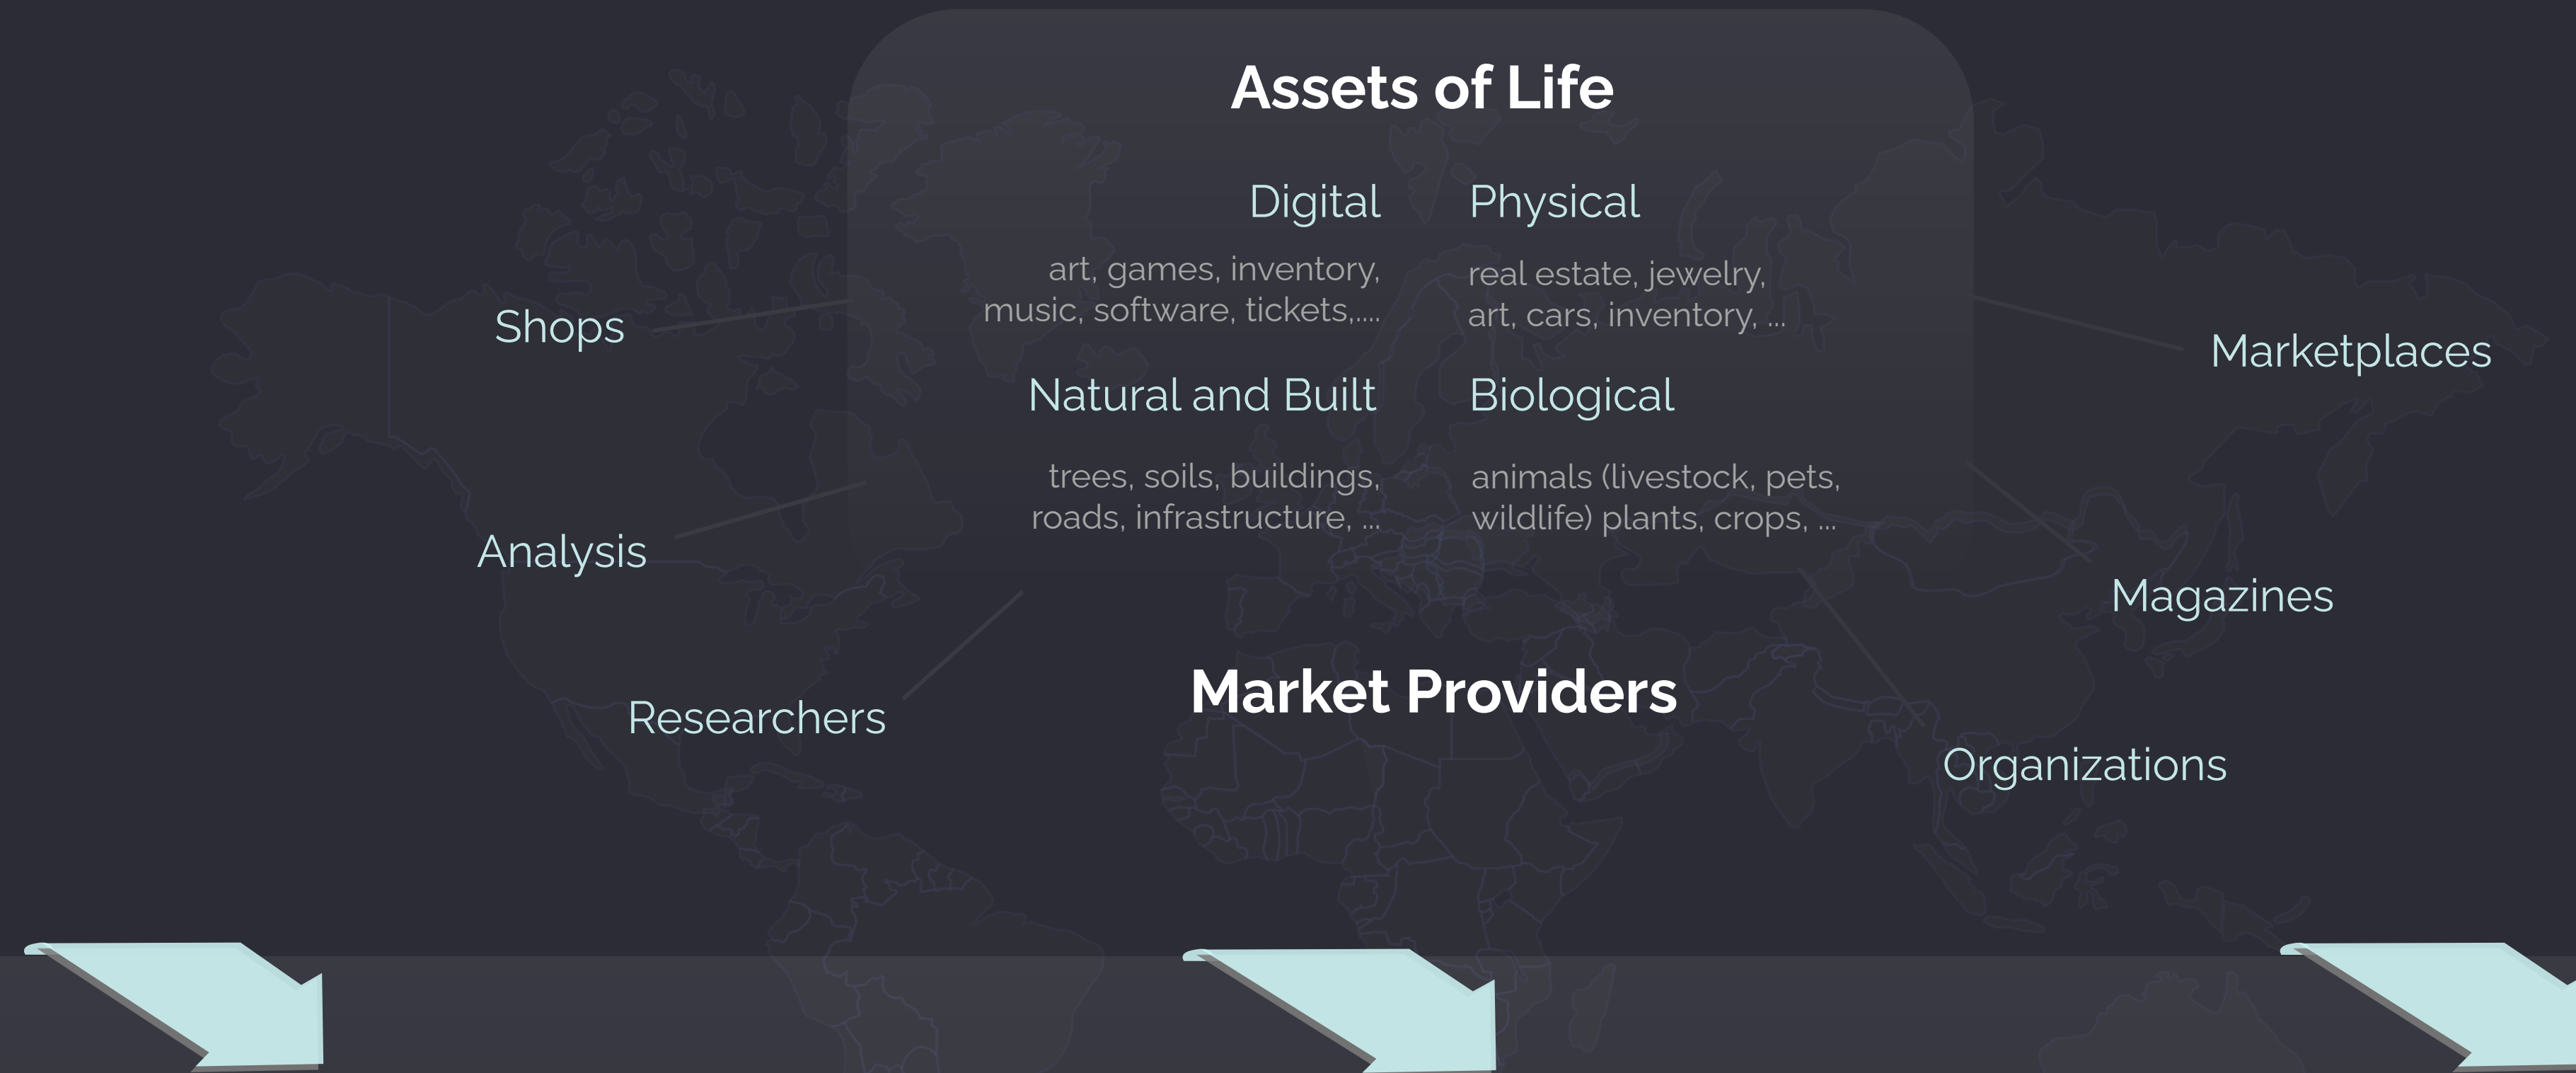 Assets of Life
Digital
Physical
art, games, inventory,
music, software, tickets,....
real estate, jewelry,
art, cars, inventory, ...
Natural and Built
Biological
trees, soils, buildings,
roads, infrastructure, ...
animals (livestock, pets,
wildlife) plants, crops, ...
Shops
Analysis
Researchers
Market Providers
Marketplaces
Magazines
Organizations